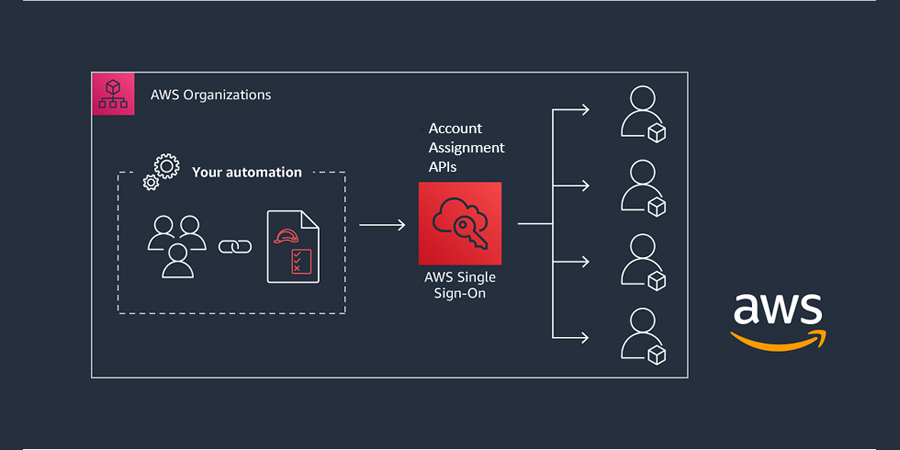 AWS Organizations
Your automation
Account
Assignment
APIs
AWS Single
Sign-On
aws